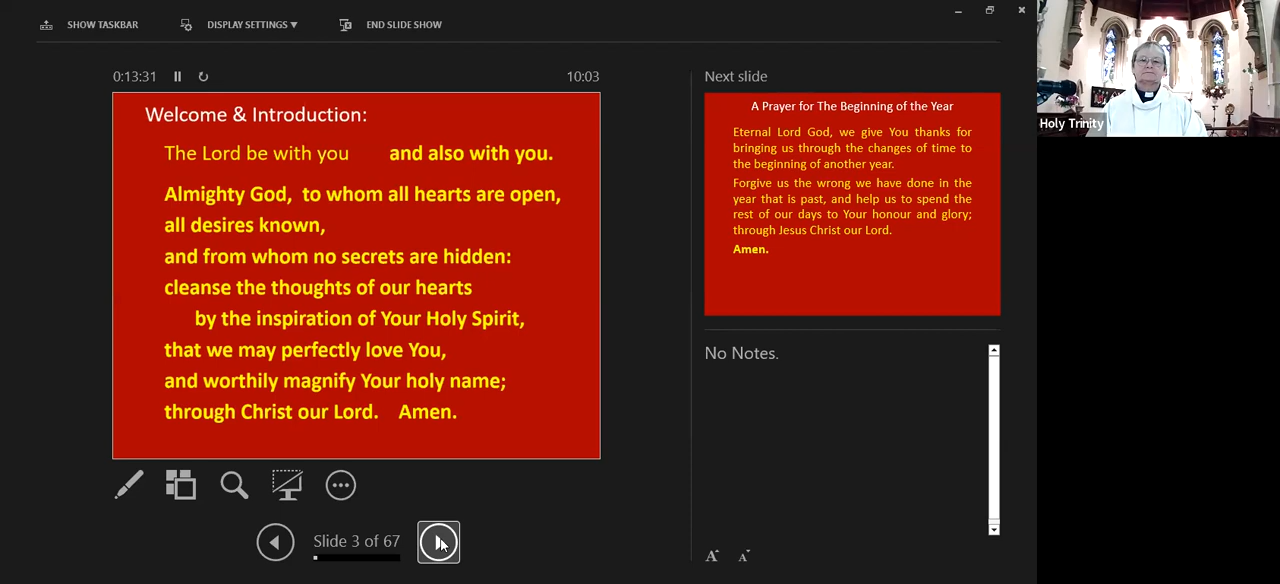 SHOW TASKBAR
DISPLAY SETTINGS ▼
END SLIDE SHOW
0:13:31
10:03
Welcome & Introduction:
The Lord be with you and also with you.
Almighty God, to whom all hearts are open,
all desires known,
and from whom no secrets are hidden:
cleanse the thoughts of our hearts
by the inspiration of Your Holy Spirit,
that we may perfectly love You,
and worthily magnify Your holy name;
through Christ our Lord. Amen.
Slide 3 of 67
Next slide
A Prayer for The Beginning of the Year
Eternal Lord God, we give You thanks for
bringing us through the changes of time to
the beginning of another year.
Forgive us the wrong we have done in the
year that is past, and help us to spend the
rest of our days to Your honour and glory;
through Jesus Christ our Lord.
Amen.
No Notes.
A A
Holy Trinity